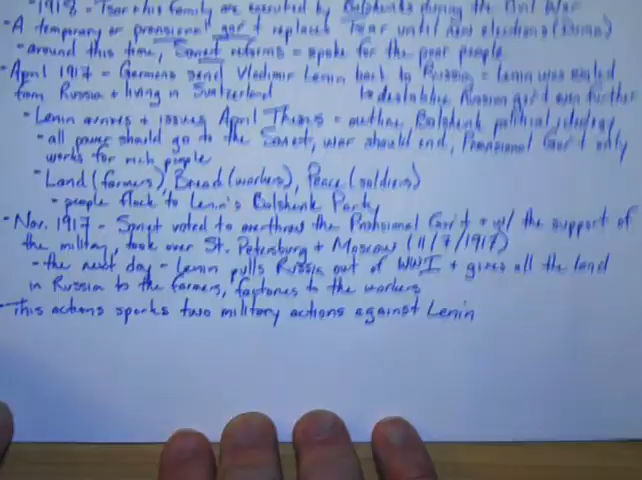 -1918 - Tsar + his family are executed by Bolsheviks during the Civil War
-A temporary or provisional gov't replaces Tsar until new elections (Duma)
-around this time, Soviet reforms = spoke for the poor people
-April 1917 - Germans send Vladimir Lenin back to Russia = Lenin was exiled
from Russia + living in Switzerland to destabilize Russian gov't even further
-Lenin arrives + issues April Theses = outline Bolshevik political ideology
-all power should go to the Soviet, war should end, Provisional Gov't only
works for rich people
-Land (farmers), Bread (workers), Peace (soldiers)
-people flock to Lenin's Bolshevik Party
-Nov. 1917 - Soviet voted to overthrow the Provisional Gov't + w/ the support of
the military, took over St. Petersburg + Moscow (11/7/1917)
-the next day - Lenin pulls Russia out of WWI + gives all the land
in Russia to the farmers, factories to the workers
-This actions sparks two military actions against Lenin